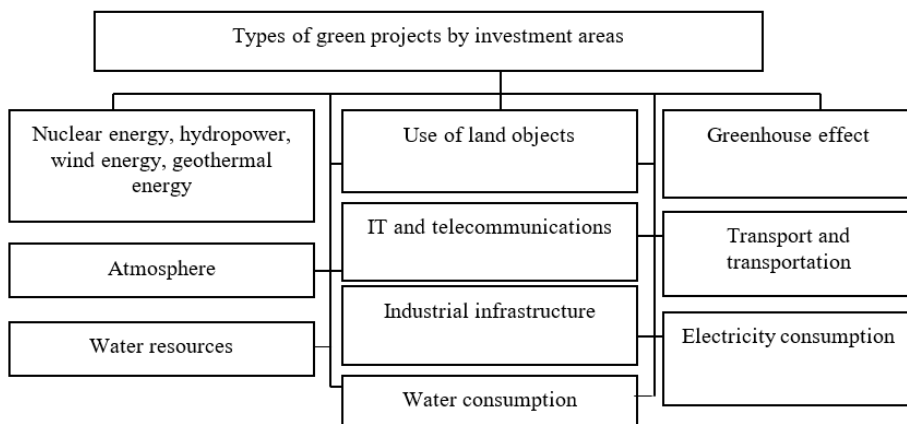 Types of green projects by investment areas
Nuclear energy, hydropower,
wind energy, geothermal
energy
Use of land objects
Greenhouse effect
IT and telecommunications
Transport and
transportation
Atmosphere
Industrial infrastructure
Electricity consumption
Water resources
Water consumption